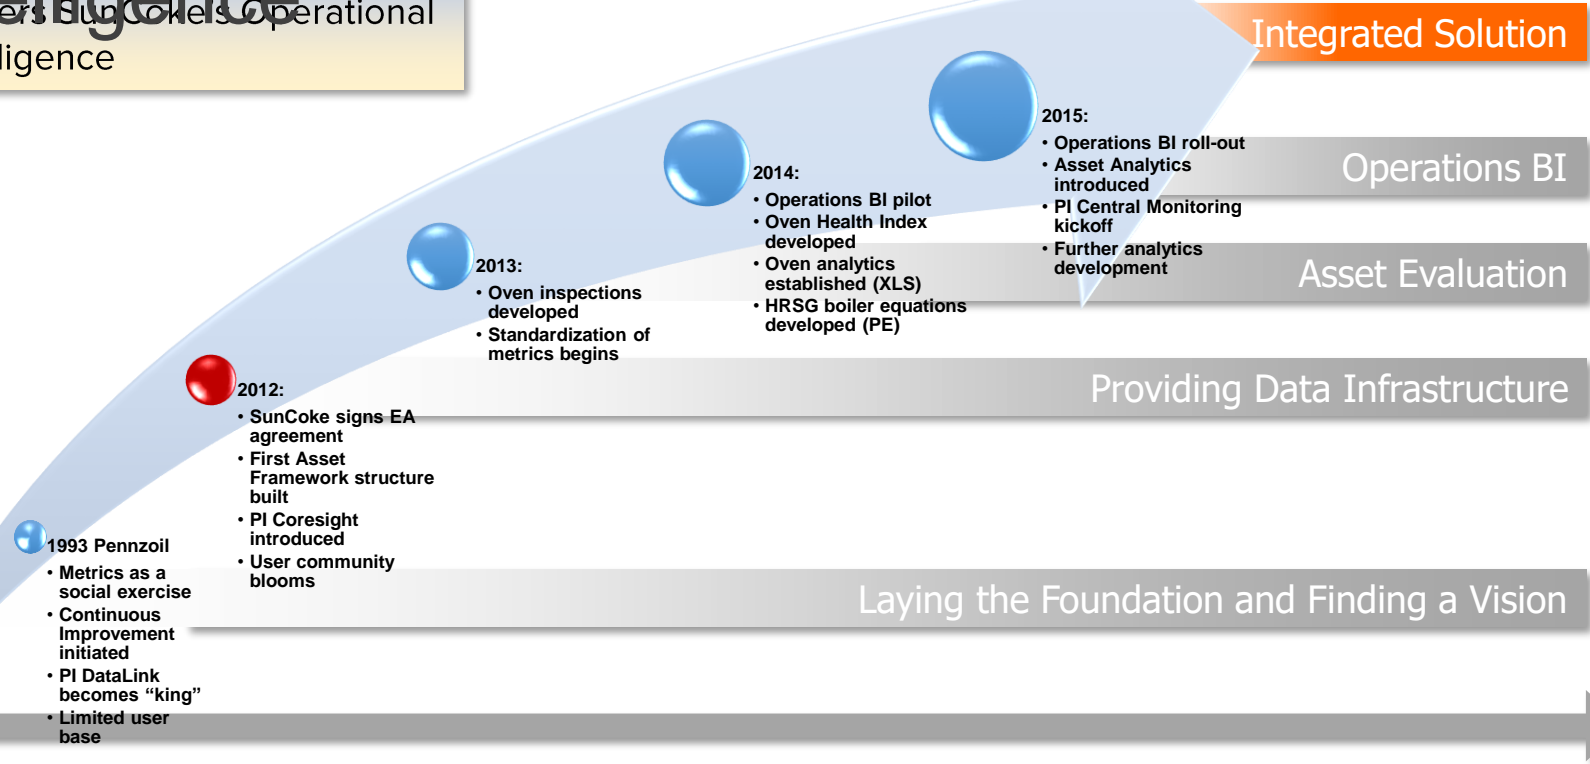 SunCoke's Operational
ligence
Integrated Solution
2015:
• Operations BI roll-out
• Asset Analytics
introduced
• PI Central Monitoring
kickoff
• Further analytics
development
Operations BI
2014:
• Operations BI pilot
• Oven Health Index
developed
• Oven analytics
established (XLS)
• HRSG boiler equations
developed (PE)
Asset Evaluation
2013:
• Oven inspections
developed
• Standardization of
metrics begins
Providing Data Infrastructure
2012:
• SunCoke signs EA
agreement
• First Asset
Framework structure
built
• PI Coresight
introduced
• User community
blooms
Laying the Foundation and Finding a Vision
1993 Pennzoil
• Metrics as a
social exercise
• Continuous
Improvement
initiated
• PI DataLink
becomes “king”
• Limited user
base